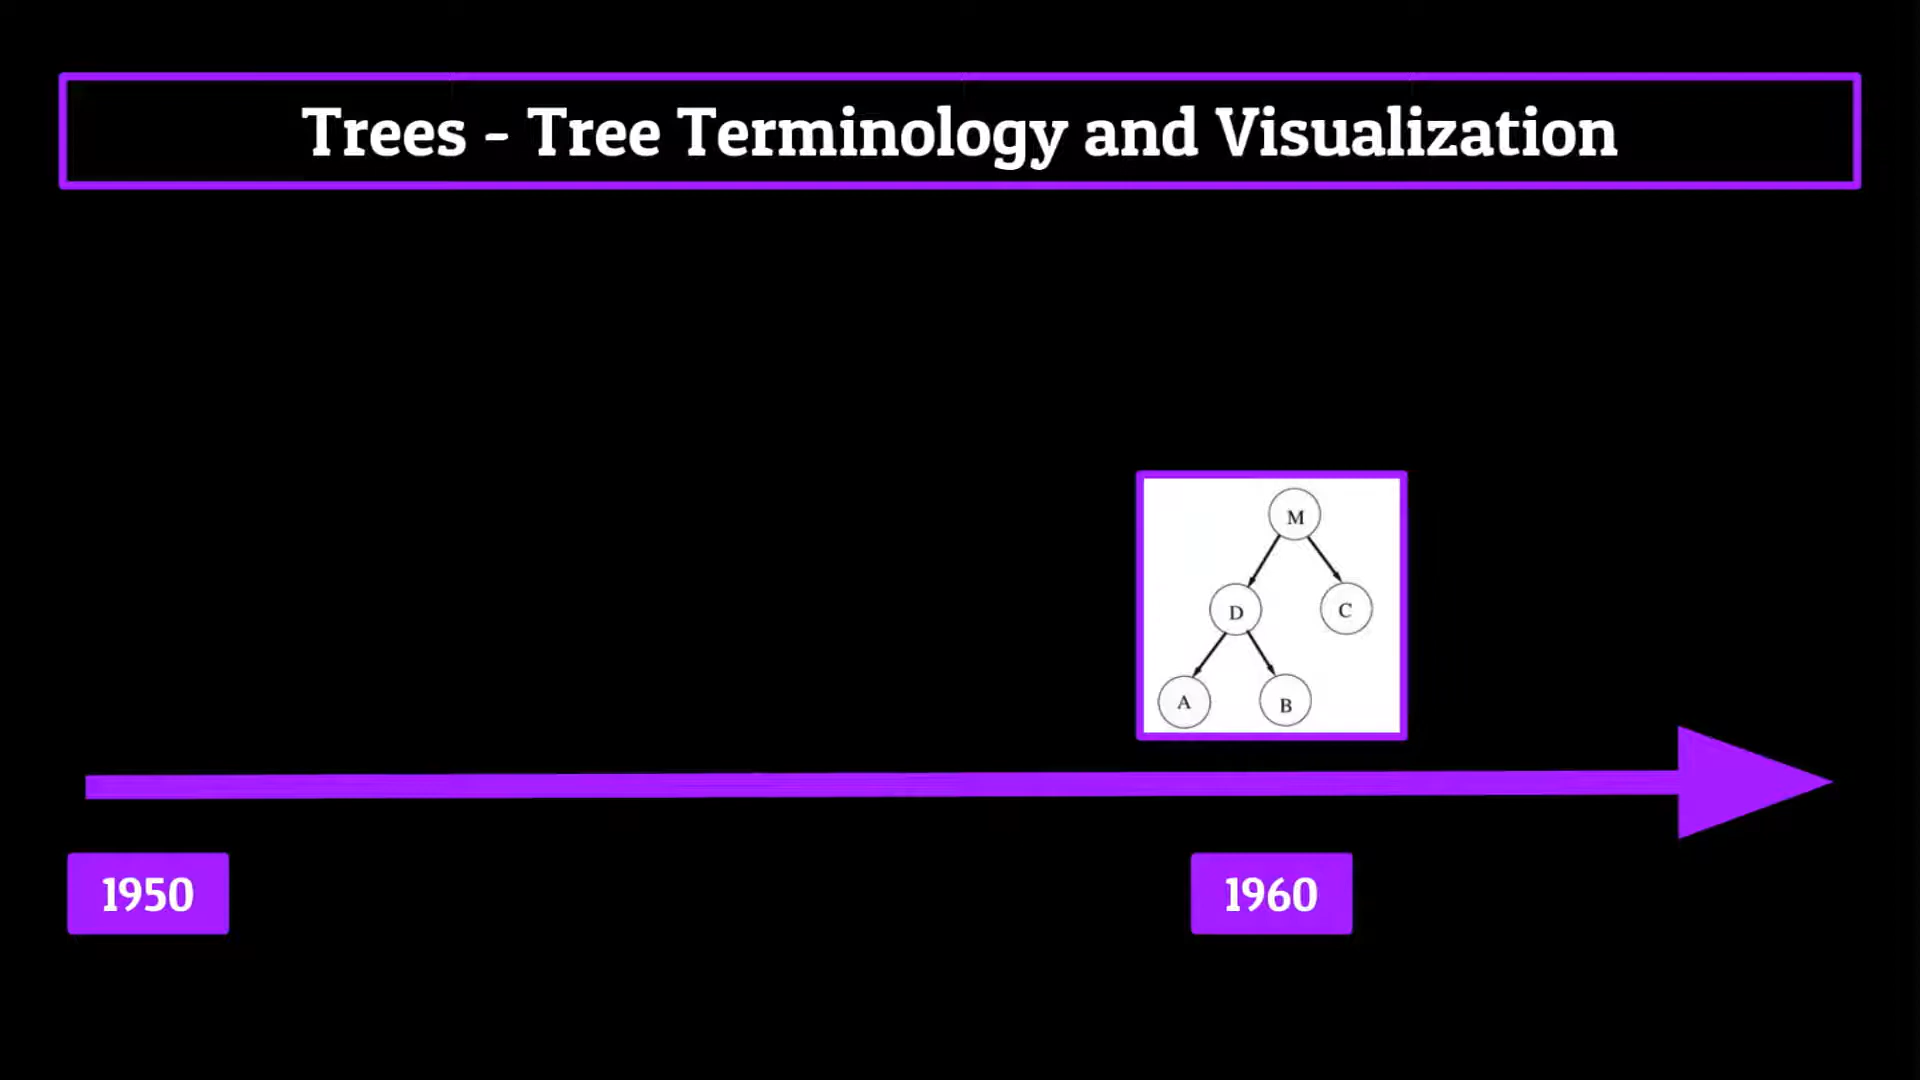 Trees - Tree Terminology and Visualization
M
D
C
A
B
1950
1960